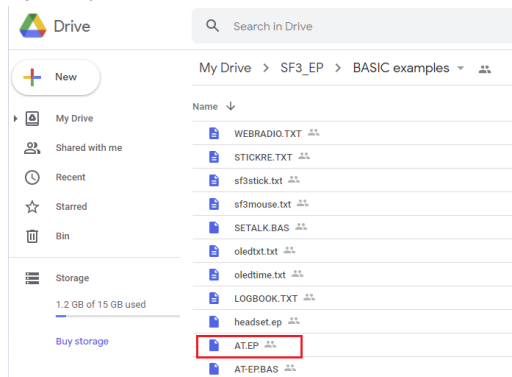 Drive
Search in Drive
New
My Drive
Shared with me
Recent
Starred
Bin
Storage
1.2 GB of 15 GB used
Buy storage
My Drive > SF3_EP > BASIC examples
Name
WEBRADIO.TXT
STICKRE.TXT
sf3stick.txt
sf3mouse.txt
SETALK.BAS
oledtxt.txt
oledtime.txt
LOGBOOK.TXT
headset.ep
AT.EP
AT-EP.BAS